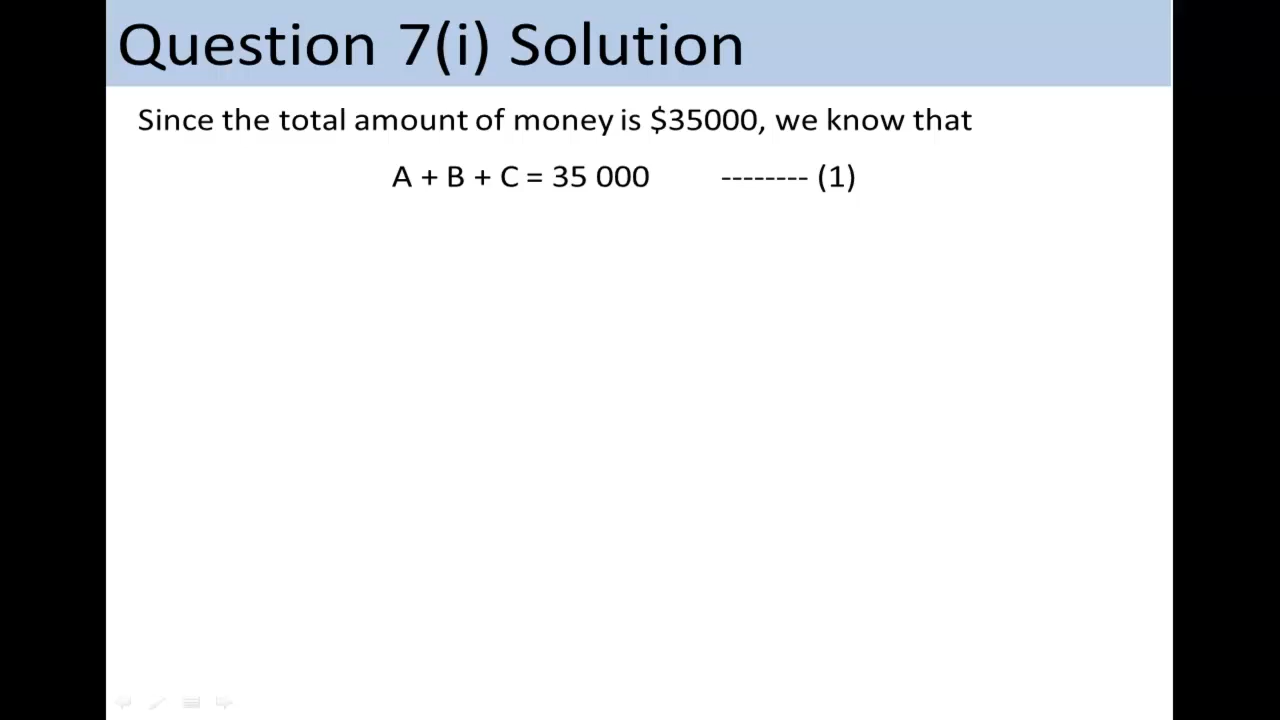 Question 7(i) Solution
Since the total amount of money is $35000, we know that
A + B + C = 35 000 -------- (1)